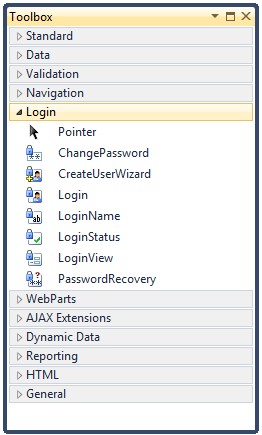 Toolbox
Standard
Data
Validation
Navigation
Login
Pointer
ChangePassword
CreateUserWizard
Login
LoginName
LoginStatus
LoginView
PasswordRecovery
WebParts
AJAX Extensions
Dynamic Data
Reporting
HTML
General